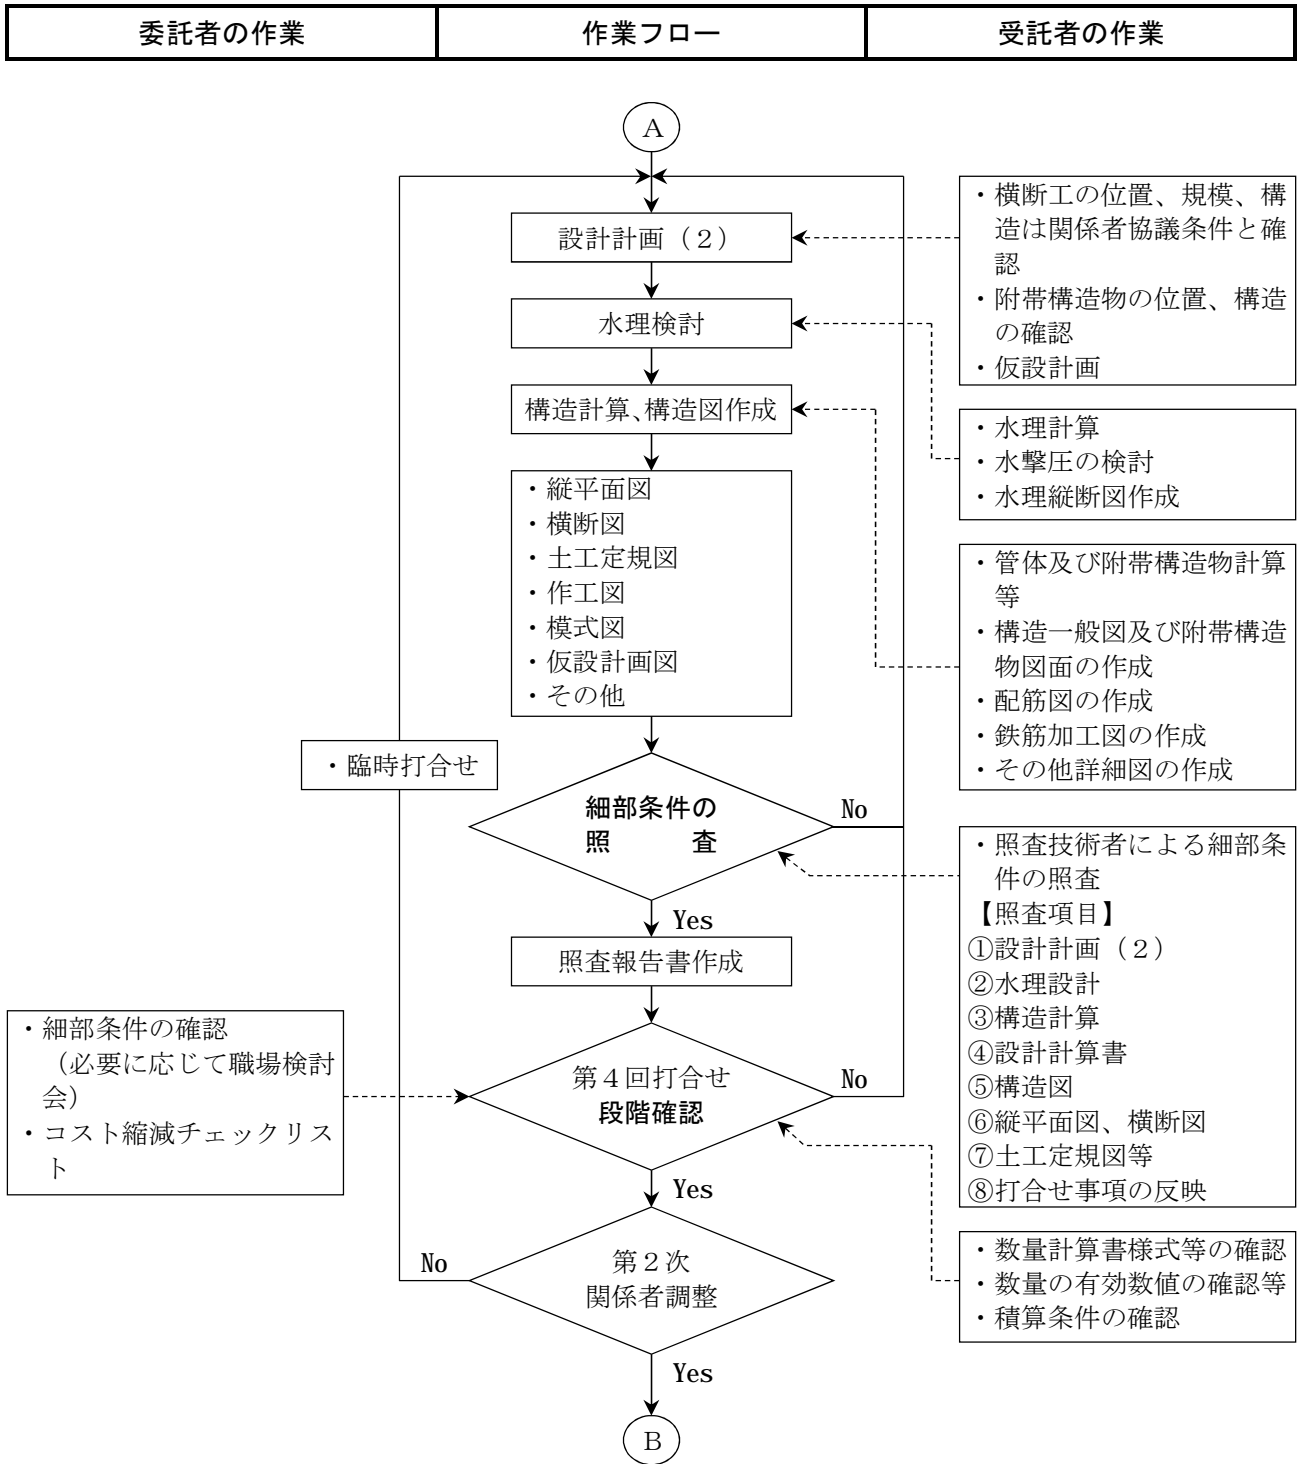 委託者の作業
作業フロー
受託者の作業
A
設計計画（２）
水理検討
構造計算、構造図作成
・縦平面図
・横断図
・土工定規図
・作工図
・模式図
・仮設計画図
・その他
・臨時打合せ
細部条件の
照　　　査
No
Yes
照査報告書作成
第４回打合せ
段階確認
No
Yes
第２次
関係者調整
No
Yes
B
・細部条件の確認
（必要に応じて職場検討
会）
・コスト縮減チェックリス
ト
・横断工の位置、規模、構
造は関係者協議条件と確
認
・附帯構造物の位置、構造
の確認
・仮設計画
・水理計算
・水撃圧の検討
・水理縦断図作成
・管体及び附帯構造物計算
等
・構造一般図及び附帯構造
物図面の作成
・配筋図の作成
・鉄筋加工図の作成
・その他詳細図の作成
・照査技術者による細部条
件の照査
【照査項目】
①設計計画（２）
②水理設計
③構造計算
④設計計算書
⑤構造図
⑥縦平面図、横断図
⑦土工定規図等
⑧打合せ事項の反映
・数量計算書様式等の確認
・数量の有効数値の確認等
・積算条件の確認